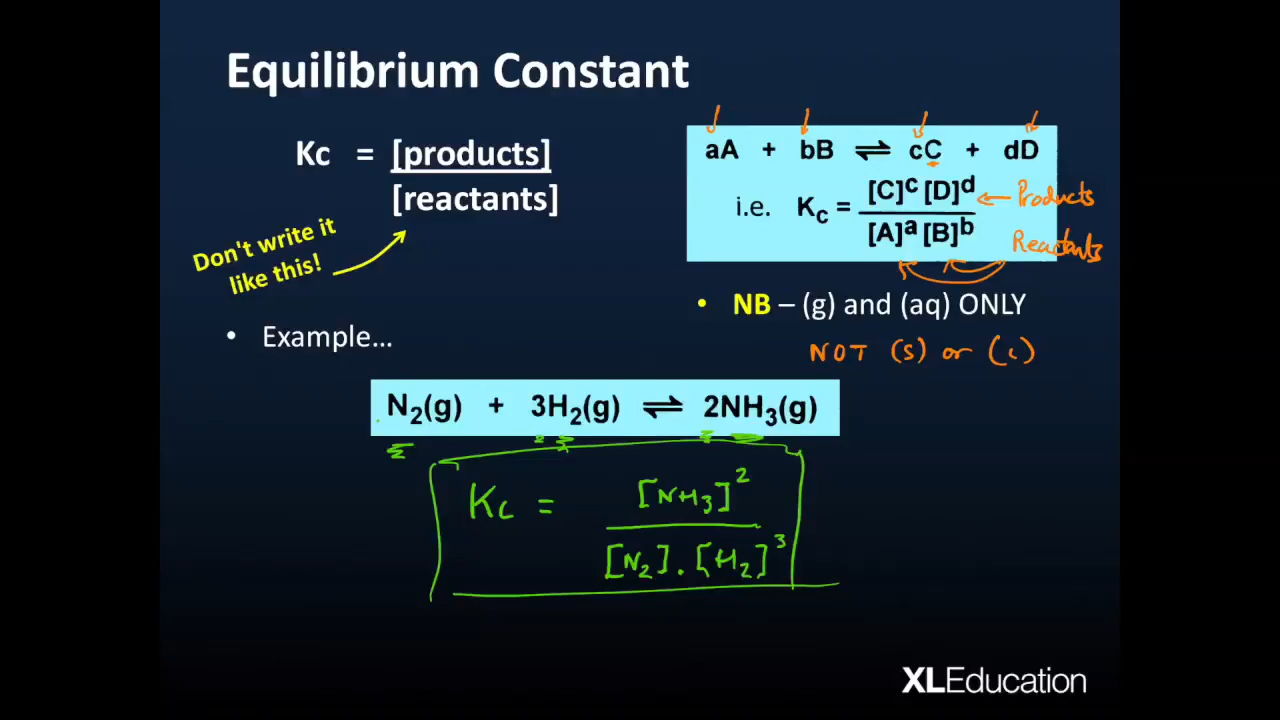 Equilibrium Constant
Kc = [products]
[reactants]
Don't write it
like this!
aA + bB ⇌ cC + dD
i.e. Kc = [C]ᶜ [D]ᵈ
[A]ᵃ [B]ᵇ
Products
Reactants
• NB – (g) and (aq) ONLY
NOT (s) or (l)
• Example...
N₂(g) + 3H₂(g) ⇌ 2NH₃(g)
Kc = [NH₃]²
[N₂] . [H₂]³
XLEducation